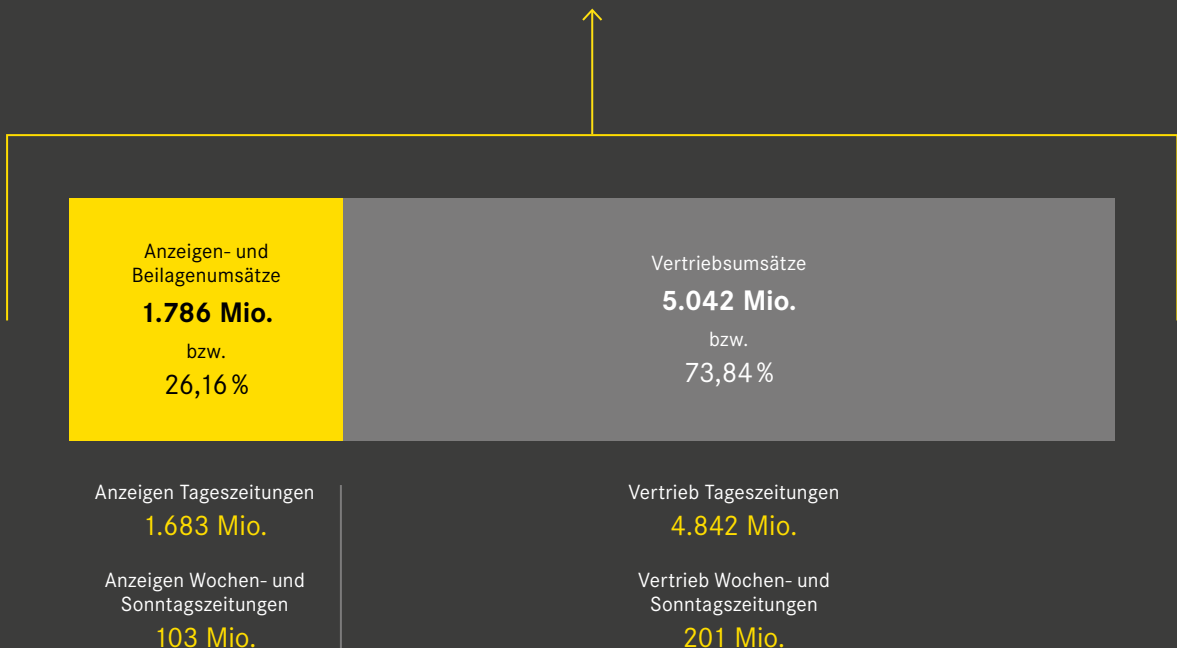 Anzeigen- und
Beilagenumsätze
1.786 Mio.
bzw.
26,16 %
Vertriebsumsätze
5.042 Mio.
bzw.
73,84 %
Anzeigen Tageszeitungen
1.683 Mio.
Anzeigen Wochen- und
Sonntagszeitungen
103 Mio.
Vertrieb Tageszeitungen
4.842 Mio.
Vertrieb Wochen- und
Sonntagszeitungen
201 Mio.